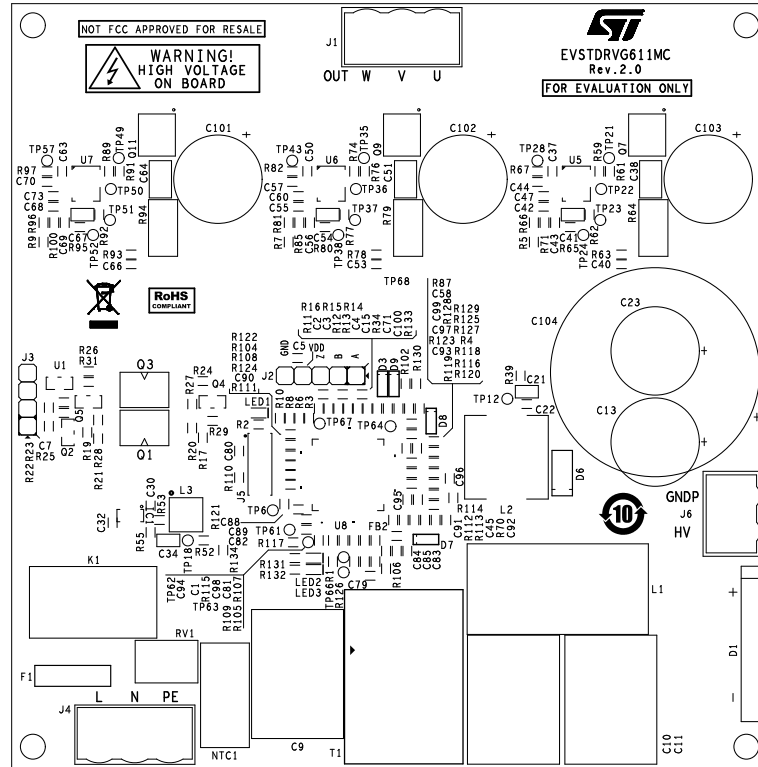 NOT FCC APPROVED FOR RESALE
WARNING!
HIGH VOLTAGE
ON BOARD
J1
OUT W V U
ST
EVSTDRVG611MC
Rev.2.0
FOR EVALUATION ONLY
TP57
C63
U7
R89
TP49
R91
Q11
C64
C101
R97
C70
TP50
C73
C68
R96
R9
R100
C69
C67
R95
TP52
R92
TP51
R94
R93
C66
TP43
C50
U6
R74
TP35
R76
Q9
C51
C102
R82
C57
C60
C55
TP36
R81
R7
R85
C56
C54
R80
TP38
R77
TP37
R79
R78
C53
TP28
C37
U5
R59
TP21
R61
Q7
C38
C103
R67
C44
C47
C42
TP22
R66
R5
R71
C43
C41
R65
TP24
R62
TP23
R64
R63
C40
TP68
RoHS
COMPLIANT
R16
R15
R14
R11
C2
C3
R12
R13
C4
C15
R34
C71
C100
R133
R87
C58
C99
R128
R129
R125
C97
R127
R123
R4
C93
R118
R119
R116
R120
C104
C23
C13
R122
R104
R108
R124
C90
R111
GND
C5
VDD
Z
B
A
J2
D3
D9
R102
R130
J3
U1
R26
R31
Q3
R24
R27
Q4
LED1
R10
R8
R6
R3
TP67
TP64
D8
R39
C21
TP12
C22
Q5
R22
R23
R25
C7
Q2
R19
R21
R28
Q1
R20
R17
R29
R2
C80
R110
J5
C96
L2
D6
C95
GNDP
J6
HV
10
C30
R53
L3
C32
R55
C34
TP18
R52
R121
TP6
C88
C89
C82
TP61
R117
R134
U8
FB2
R114
C91
R112
R113
C45
R70
C92
D7
C84
C85
C83
R106
R131
R132
LED2
LED3
TP66
R1
R126
C79
K1
TP62
C94
C1
R115
TP63
C98
C81
R107
R109
R105
L1
D1
+
−
RV1
F1
L N PE
J4
NTC1
C9
T1
C10
C11